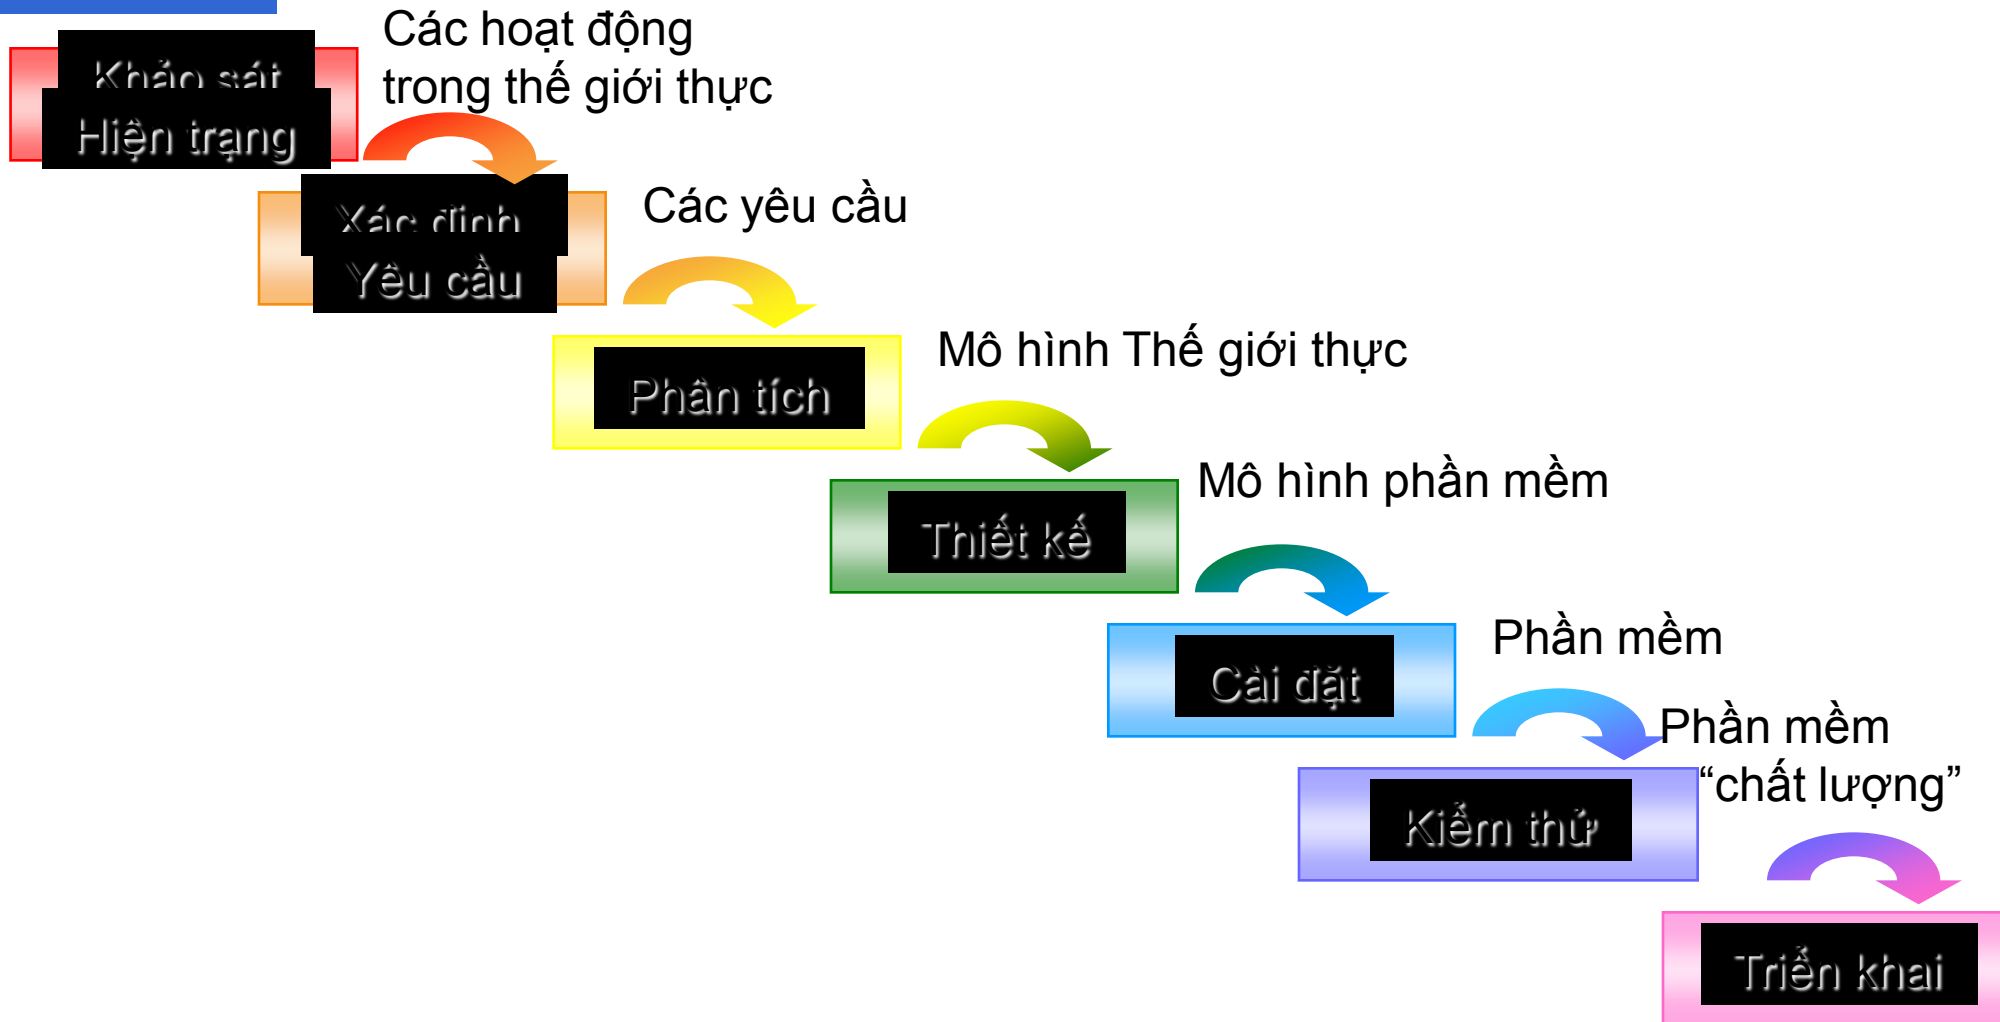 Các hoạt động
trong thế giới thực
Khảo sát
Hiện trạng
Các yêu cầu
Xác định
Yêu cầu
Mô hình Thế giới thực
Phân tích
Mô hình phần mềm
Thiết kế
Phần mềm
Cài đặt
Phần mềm
“chất lượng”
Kiểm thử
Triển khai